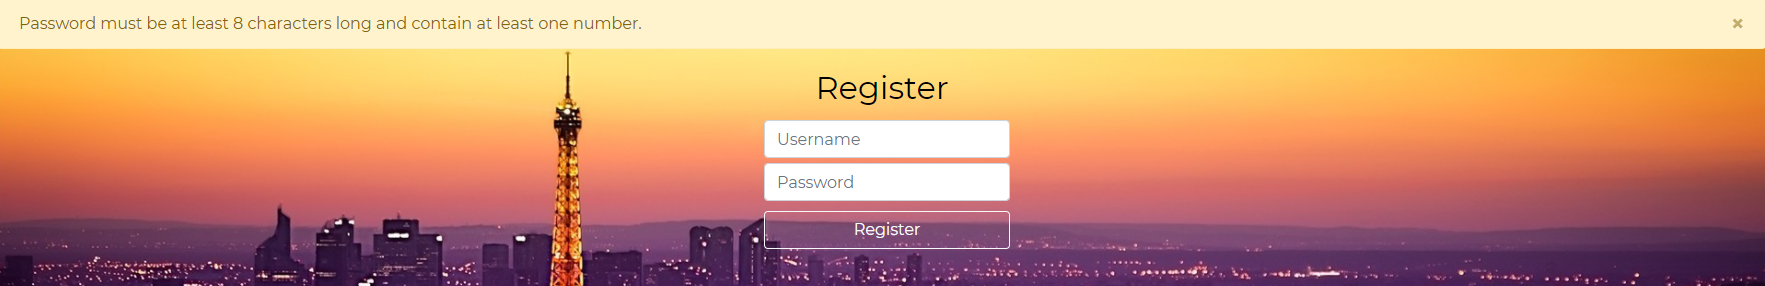 Password must be at least 8 characters long and contain at least one number. ×
Register
Username
Password
Register